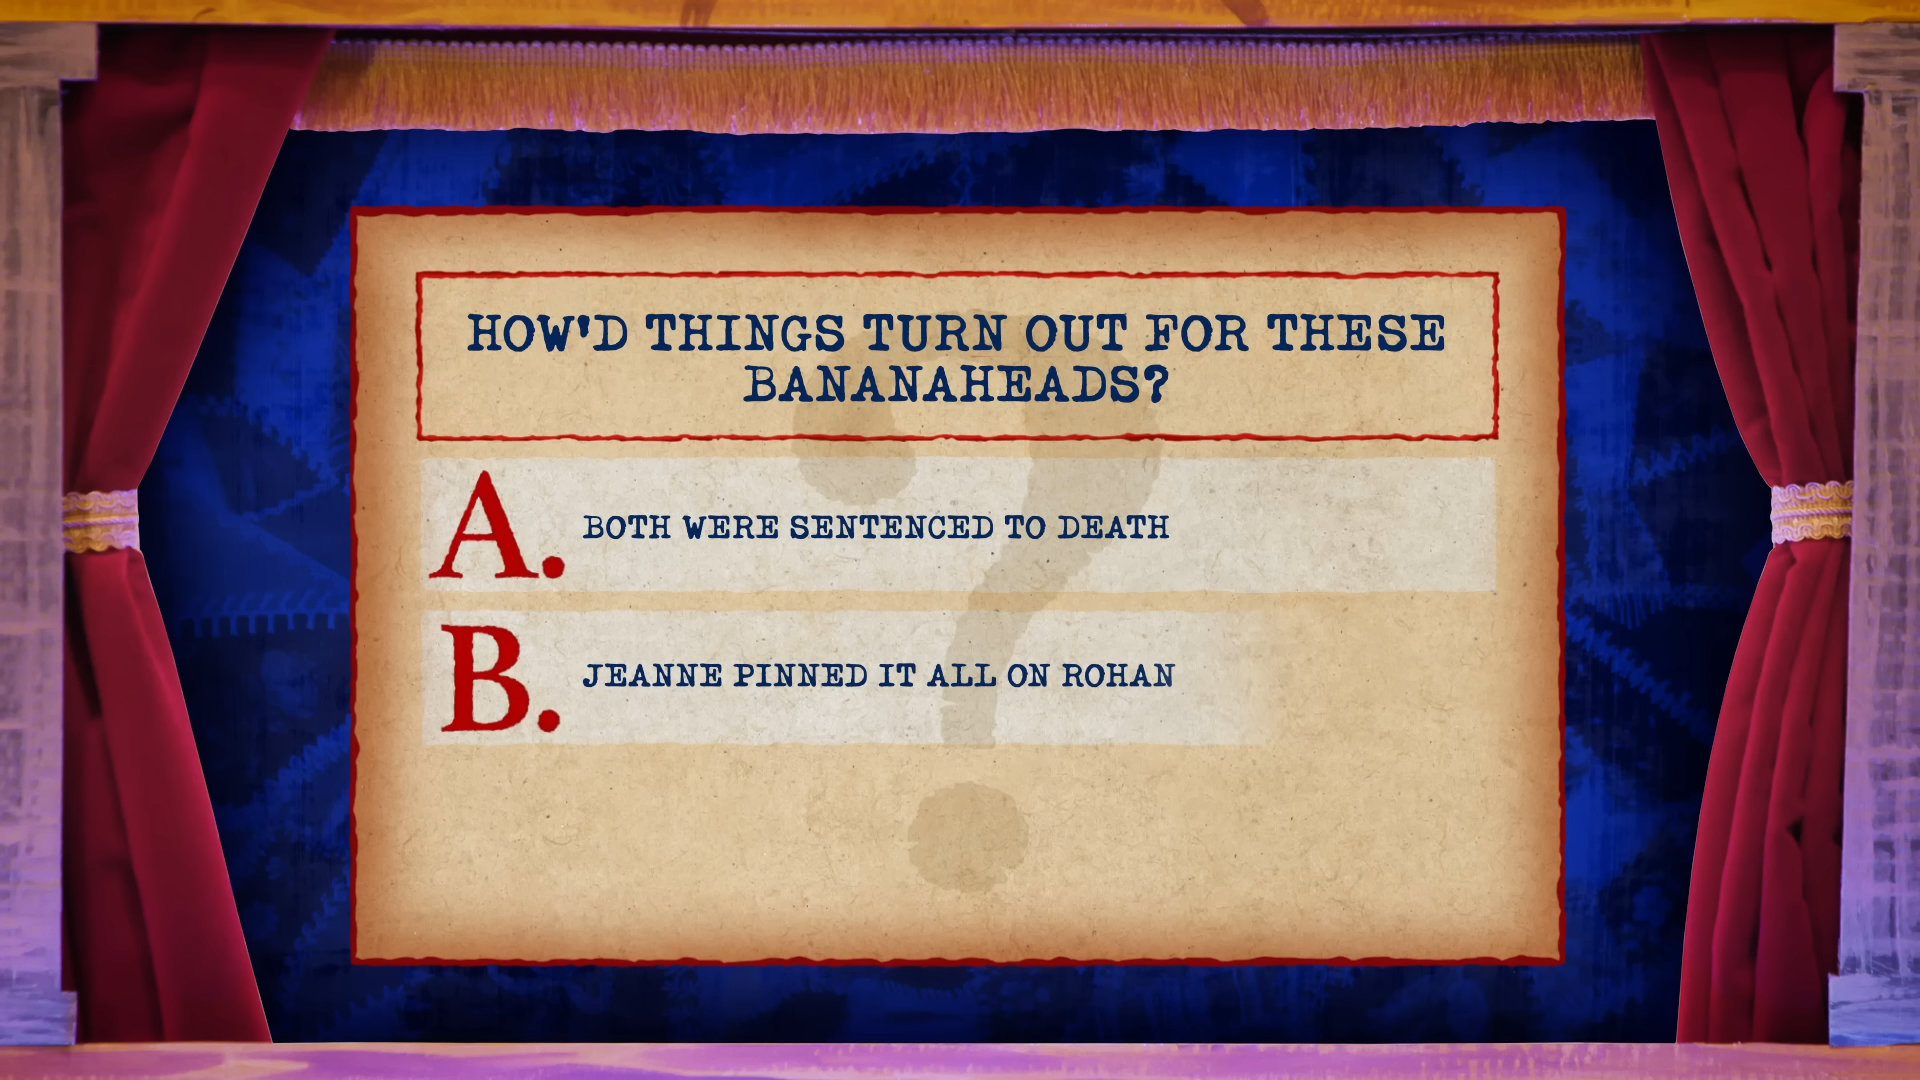 HOW'D THINGS TURN OUT FOR THESE
BANANAHEADS?
A. BOTH WERE SENTENCED TO DEATH
B. JEANNE PINNED IT ALL ON ROHAN